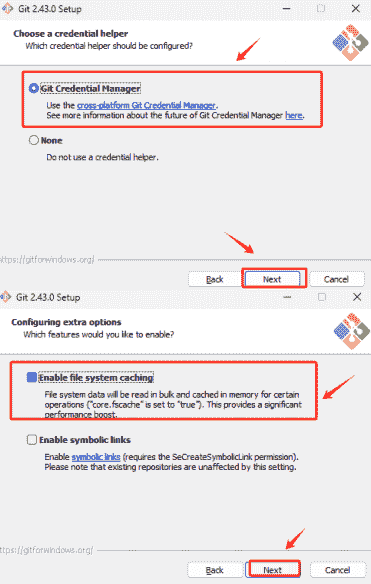 Git 2.43.0 Setup
Choose a credential helper
Which credential helper should be configured?
Git Credential Manager
Use the cross-platform Git Credential Manager.
See more information about the future of Git Credential Manager here.
None
Do not use a credential helper.
https://gitforwindows.org/
Back Next Cancel
Git 2.43.0 Setup
Configuring extra options
Which features would you like to enable?
Enable file system caching
File system data will be read in bulk and cached in memory for certain
operations ("core.fscache" is set to "true"). This provides a significant
performance boost.
Enable symbolic links
Enable symbolic links (requires the SeCreateSymbolicLink permission).
Please note that existing repositories are unaffected by this setting.
https://gitforwindows.org/
Back Next Cancel